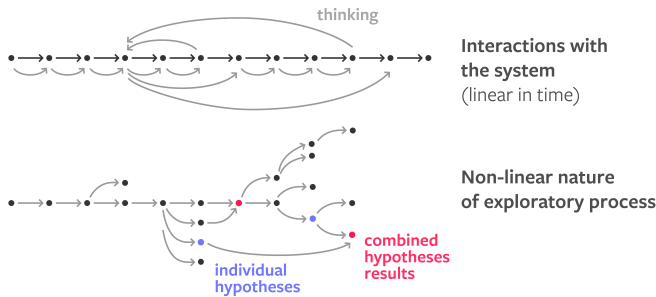 thinking
Interactions with
the system
(linear in time)
Non-linear nature
of exploratory process
combined
hypotheses
results
individual
hypotheses